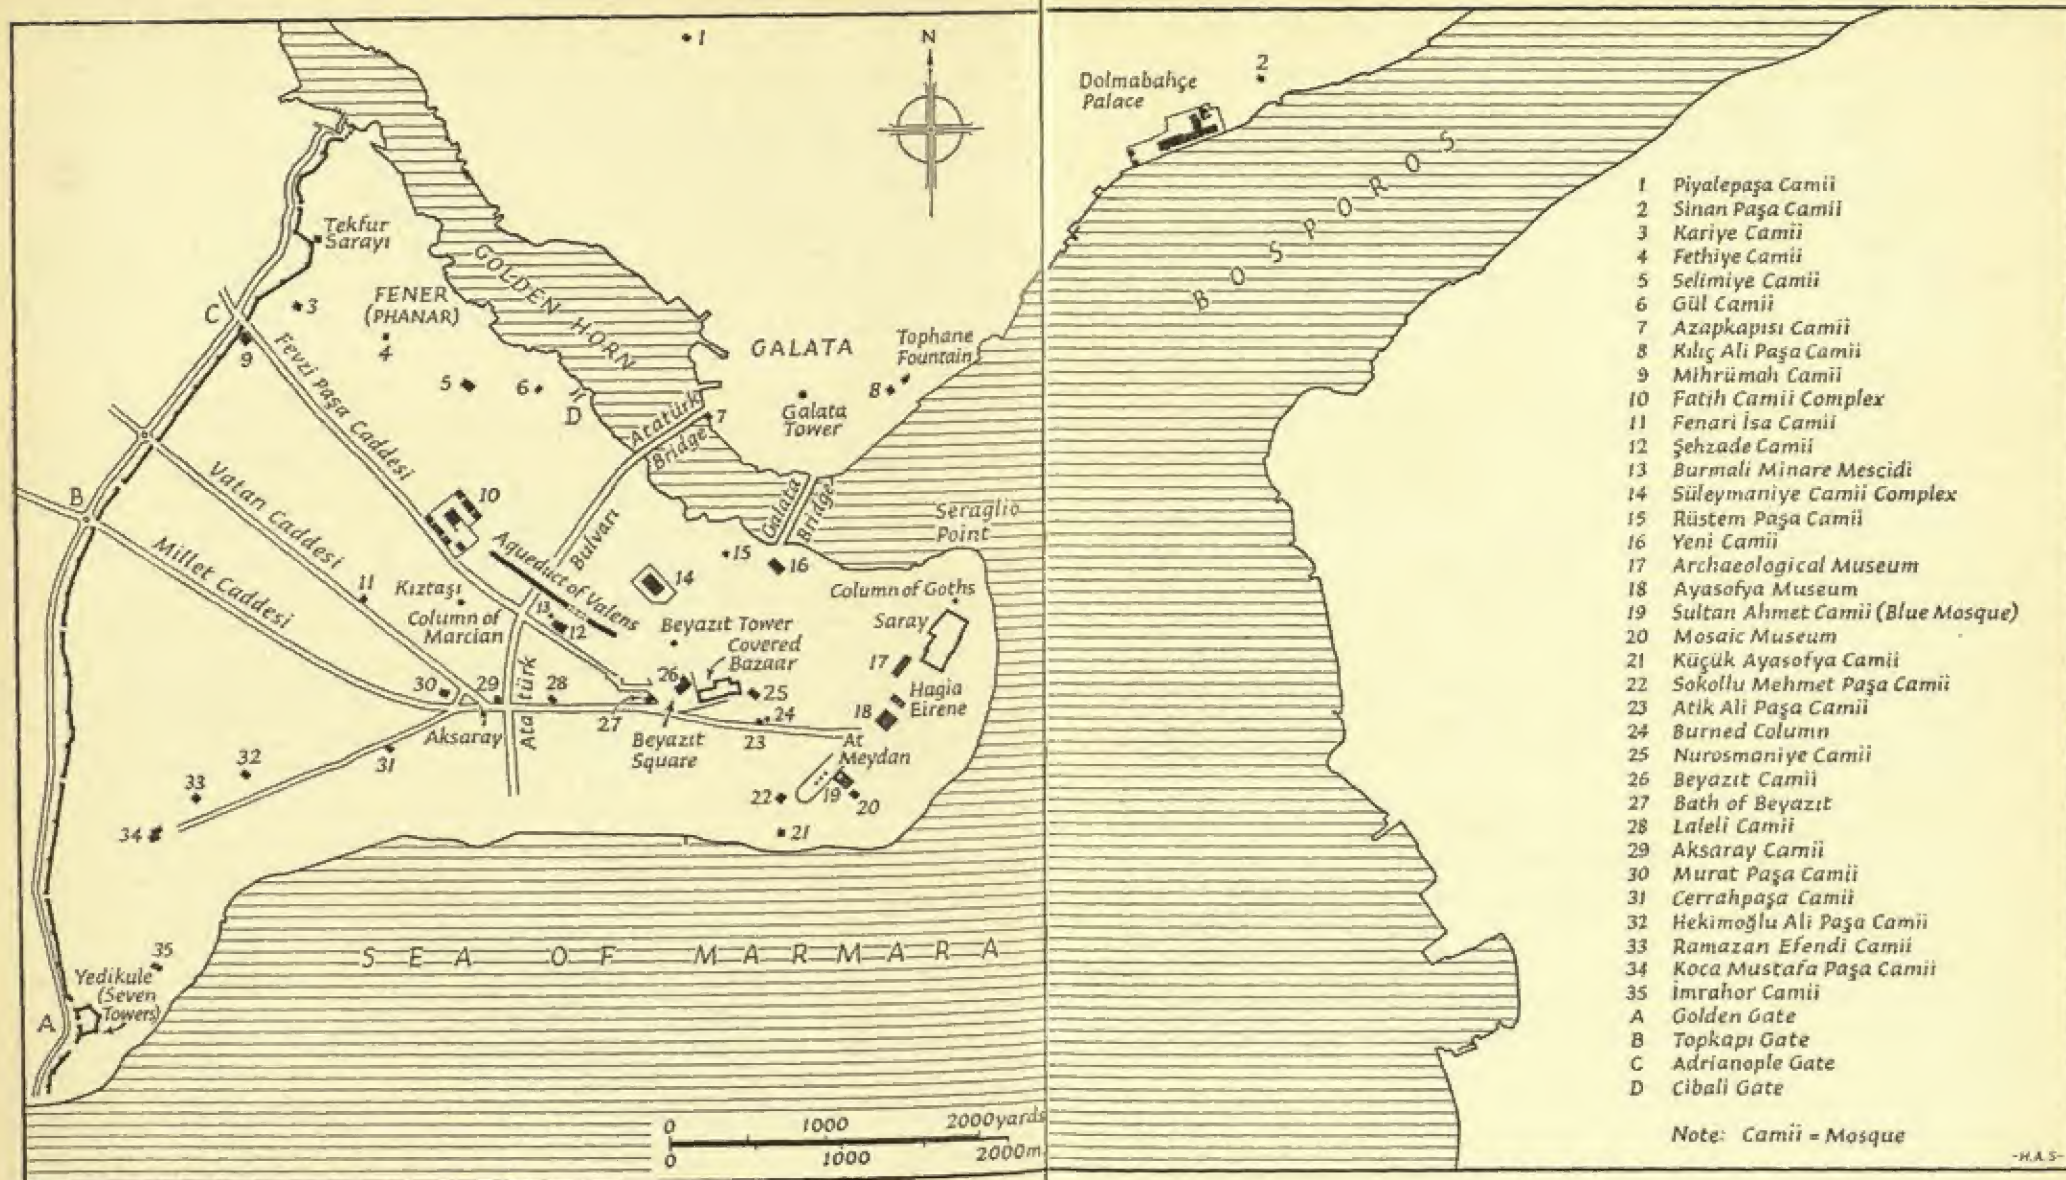 1
N
2
Dolmabahçe
Palace
Tekfur
Sarayı
GOLDEN HORN
BOSPOROS
C
3
FENER
(PHANAR)
4
9
Fevzi Paşa Caddesi
5
6
D
GALATA
Tophane
Fountain
8
Galata
Tower
7
Atatürk
Bridge
B
Vatan Caddesi
Millet Caddesi
10
Bulvarı
Aqueduct of Valens
Galata
Bridge
Seraglio
Point
15
16
14
11
Kıztaşı
Column of
Marcian
13
12
Column of Goths
Saray
Beyazıt Tower
Covered
Bazaar
17
Hagia
Eirene
18
26
25
24
23
30
29
Atatürk
28
27
Aksaray
Beyazıt
Square
At
Meydan
31
32
33
34
22
19
20
21
SEA OF MARMARA
35
Yedikule
(Seven
Towers)
A
0 1000 2000 yards
0 1000 2000 m.
1 Piyalepaşa Camii
2 Sinan Paşa Camii
3 Kariye Camii
4 Fethiye Camii
5 Selimiye Camii
6 Gül Camii
7 Azapkapısı Camii
8 Kılıç Ali Paşa Camii
9 Mihrümah Camii
10 Fatih Camii Complex
11 Fenari İsa Camii
12 Şehzade Camii
13 Burmali Minare Mescidi
14 Süleymaniye Camii Complex
15 Rüstem Paşa Camii
16 Yeni Camii
17 Archaeological Museum
18 Ayasofya Museum
19 Sultan Ahmet Camii (Blue Mosque)
20 Mosaic Museum
21 Küçük Ayasofya Camii
22 Sokollu Mehmet Paşa Camii
23 Atik Ali Paşa Camii
24 Burned Column
25 Nurosmaniye Camii
26 Beyazıt Camii
27 Bath of Beyazıt
28 Laleli Camii
29 Aksaray Camii
30 Murat Paşa Camii
31 Cerrahpaşa Camii
32 Hekimoğlu Ali Paşa Camii
33 Ramazan Efendi Camii
34 Koca Mustafa Paşa Camii
35 İmrahor Camii
A Golden Gate
B Topkapı Gate
C Adrianople Gate
D Cibali Gate
Note: Camii = Mosque
-H.A.S-